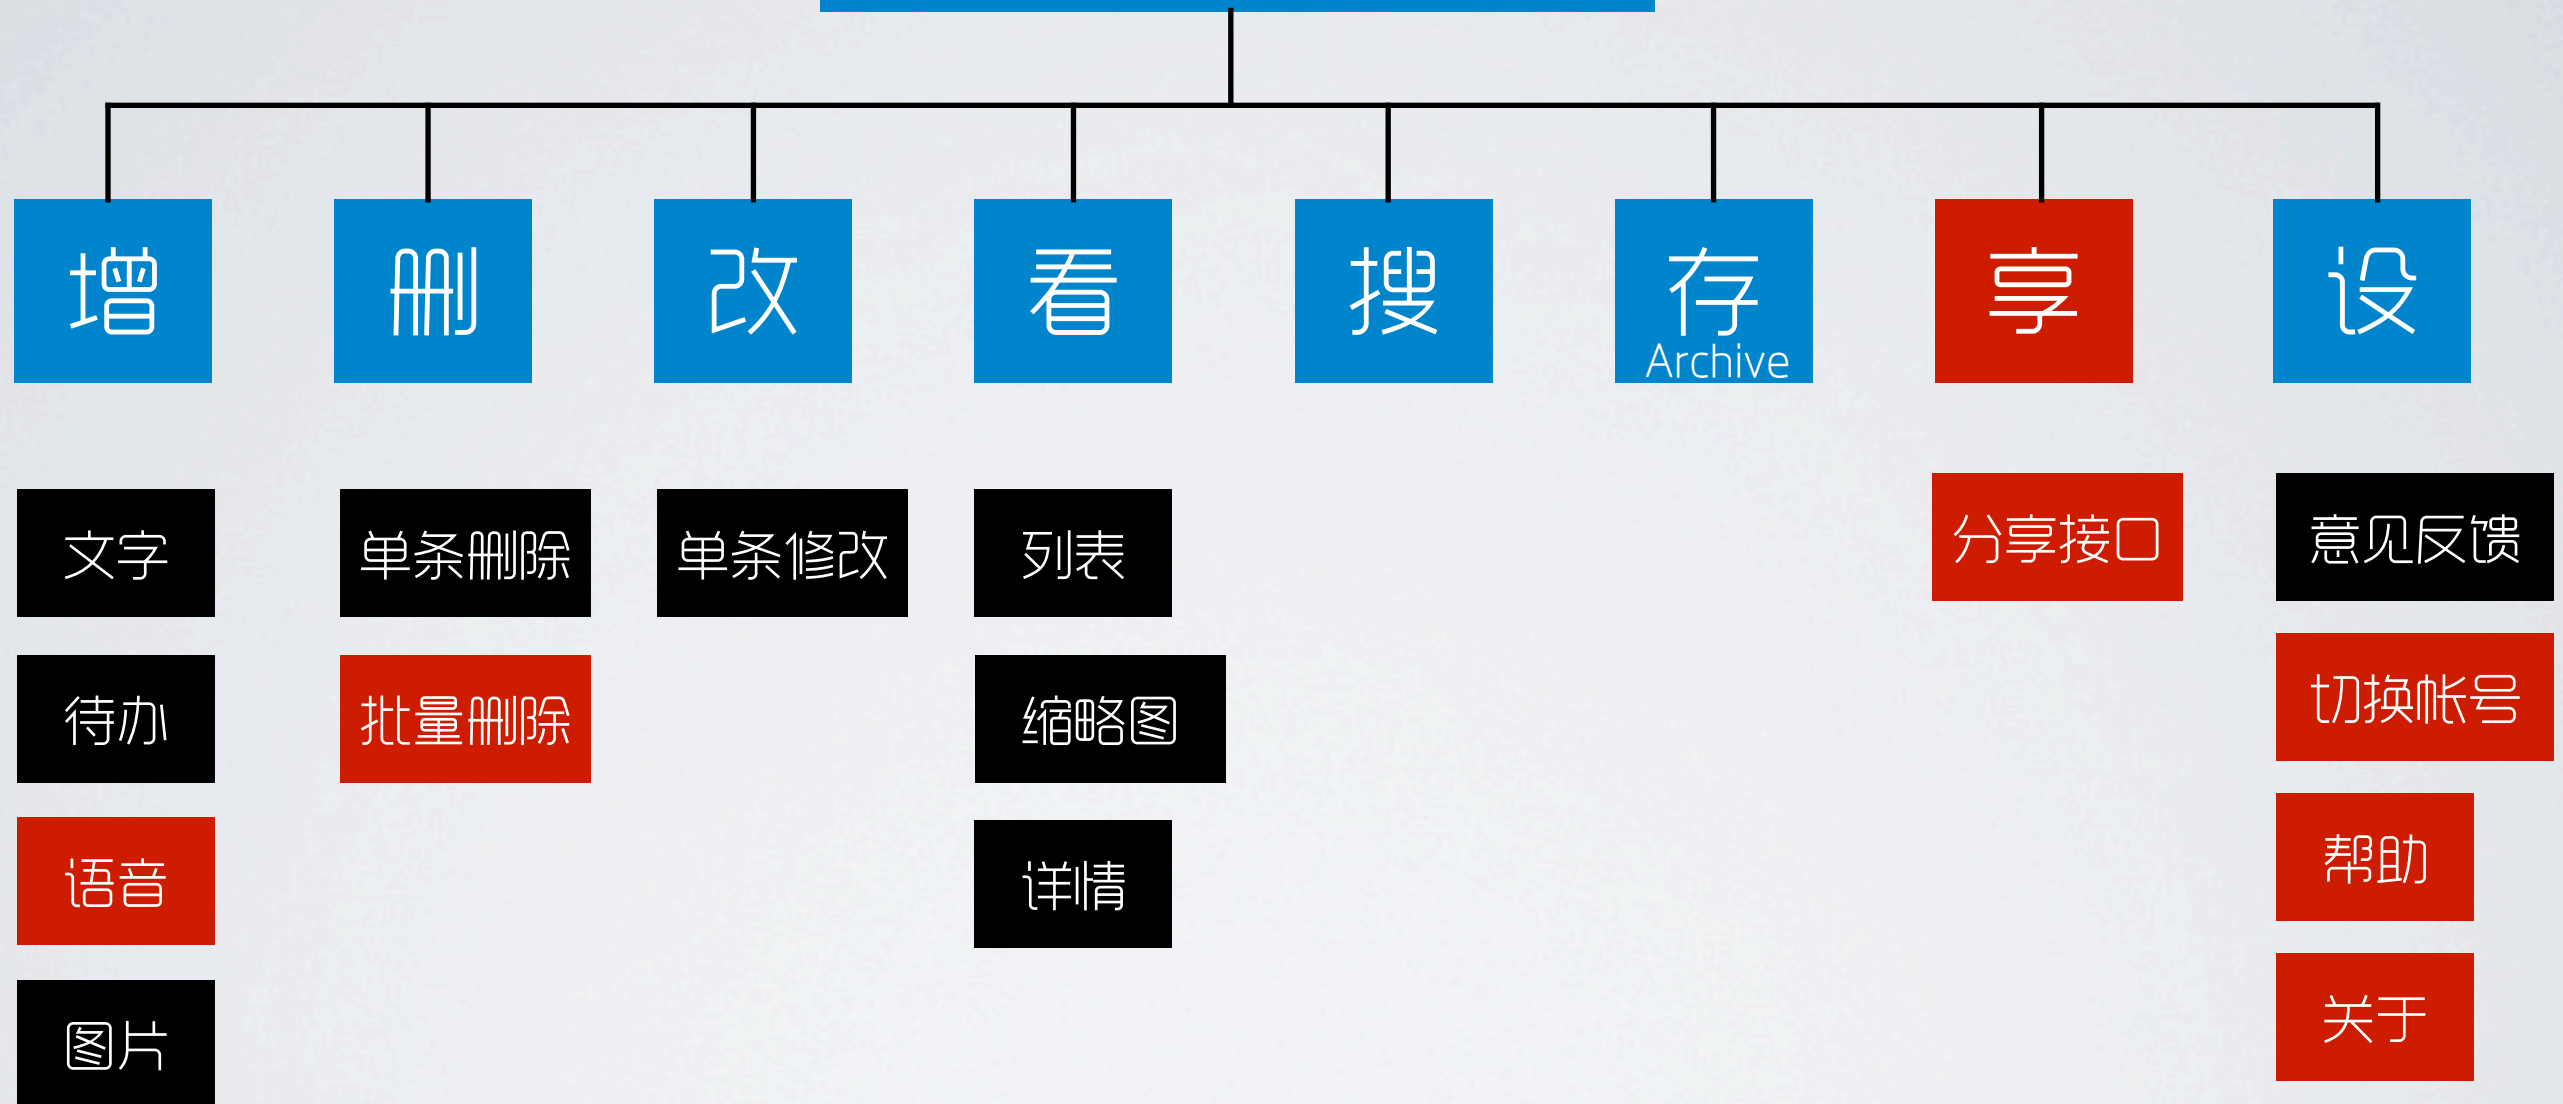 增
删
改
看
搜
存
Archive
享
设
文字
待办
语音
图片
单条删除
批量删除
单条修改
列表
缩略图
详情
分享接口
意见反馈
切换帐号
帮助
关于